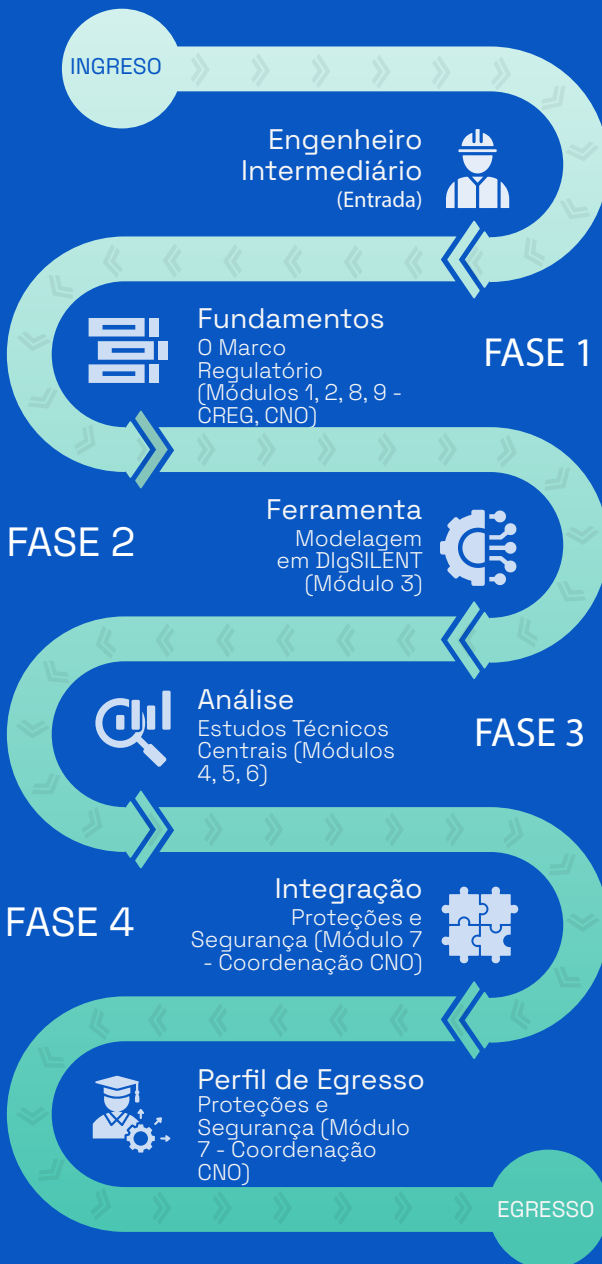 INGRESO
Engenheiro
Intermediário
(Entrada)
Fundamentos
O Marco
Regulatório
(Módulos 1, 2, 8, 9 -
CREG, CNO)
FASE 1
FASE 2
Ferramenta
Modelagem
em DIgSILENT
(Módulo 3)
Análise
Estudos Técnicos
Centrais (Módulos
4, 5, 6)
FASE 3
FASE 4
Integração
Proteções e
Segurança (Módulo 7
- Coordenação CNO)
Perfil de Egresso
Proteções e
Segurança (Módulo
7 - Coordenação
CNO)
EGRESSO